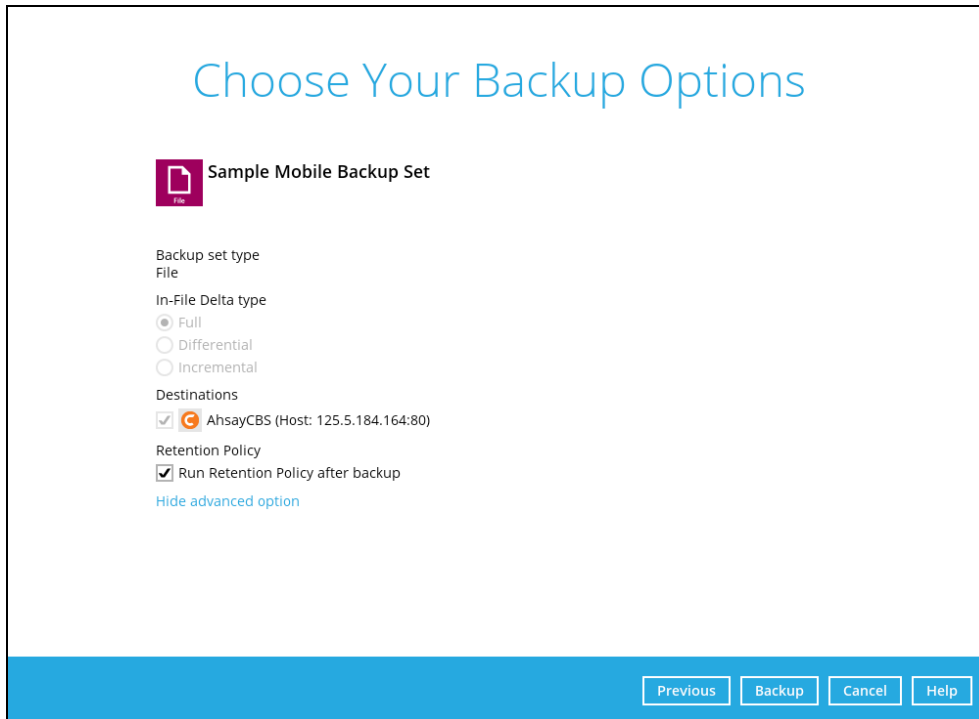 Choose Your Backup Options
Sample Mobile Backup Set
File
Backup set type
File
In-File Delta type
Full
Differential
Incremental
Destinations
AhsayCBS (Host: 125.5.184.164:80)
Retention Policy
Run Retention Policy after backup
Hide advanced option
Previous Backup Cancel Help